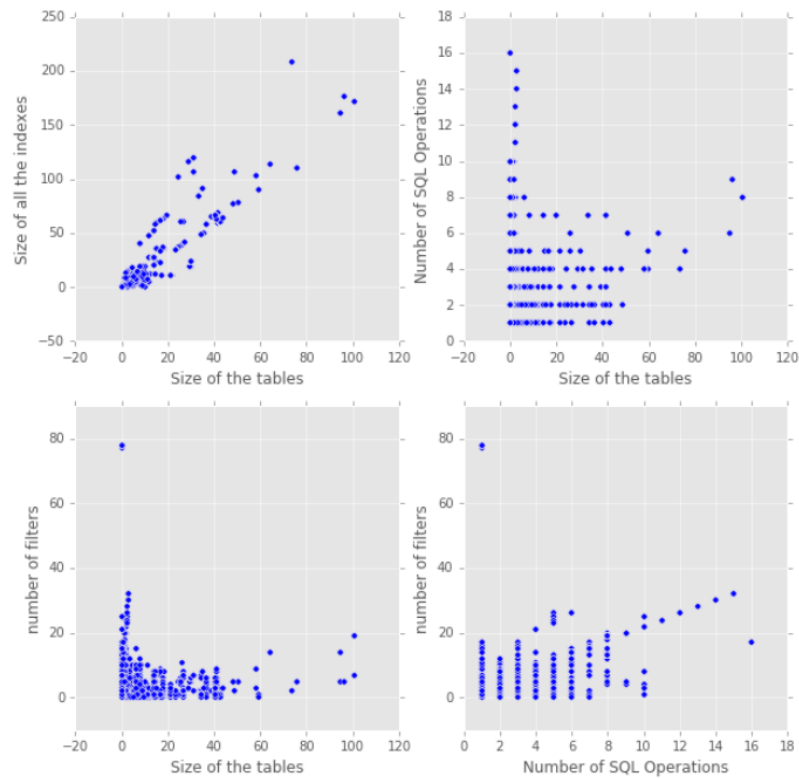 250
200
150
100
50
0
−50
Size of all the indexes
−20 0 20 40 60 80 100 120
Size of the tables
18
16
14
12
10
8
6
4
2
0
Number of SQL Operations
−20 0 20 40 60 80 100 120
Size of the tables
80
60
40
20
0
number of filters
−20 0 20 40 60 80 100 120
Size of the tables
80
60
40
20
0
number of filters
0 2 4 6 8 10 12 14 16 18
Number of SQL Operations